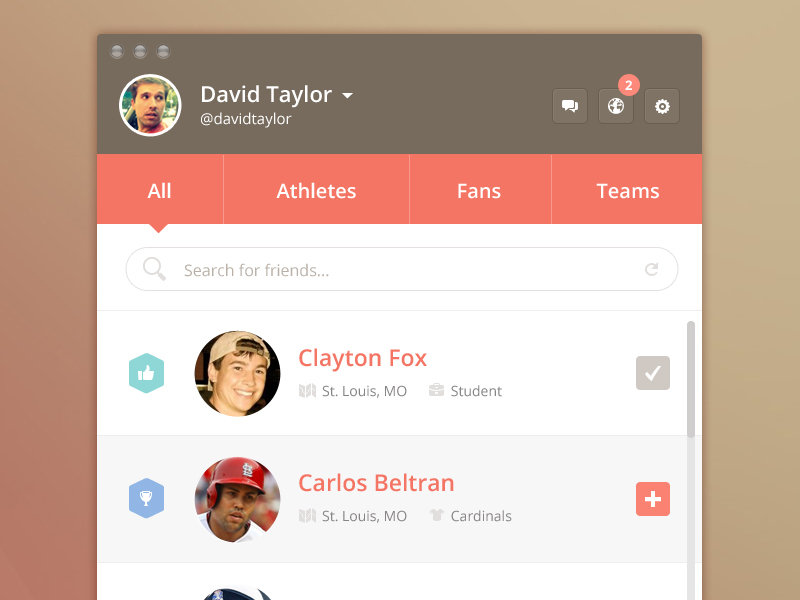 David Taylor
@davidtaylor
2
All Athletes Fans Teams
Search for friends...
Clayton Fox
St. Louis, MO Student
Carlos Beltran
St. Louis, MO Cardinals